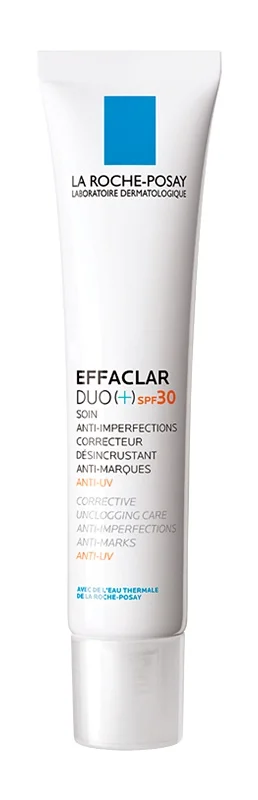 LA ROCHE-POSAY
LABORATOIRE DERMATOLOGIQUE
EFFACLAR
DUO(+) SPF30
SOIN
ANTI-IMPERFECTIONS
CORRECTEUR
DÉSINCRUSTANT
ANTI-MARQUES
ANTI-UV
CORRECTIVE
UNCLOGGING CARE
ANTI-IMPERFECTIONS
ANTI-MARKS
ANTI-UV
AVEC DE L'EAU THERMALE
DE LA ROCHE-POSAY